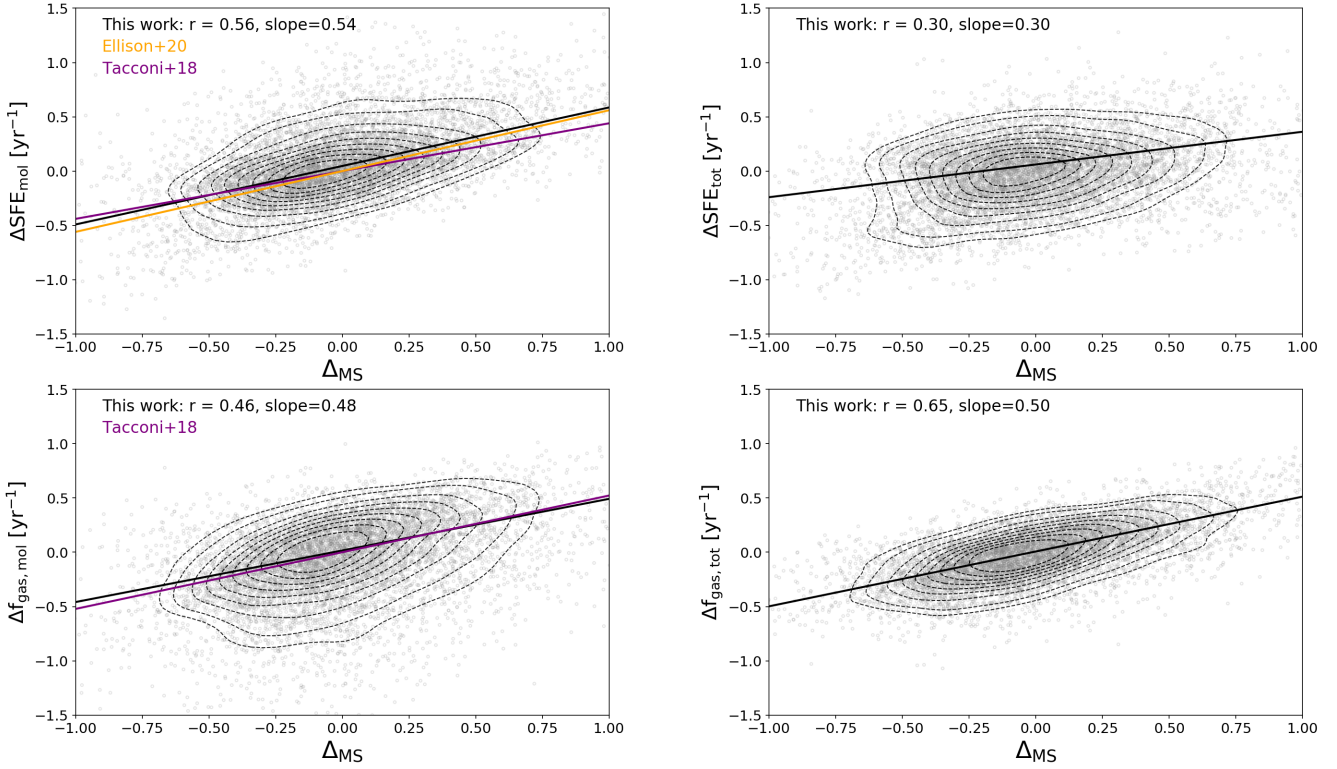 This work: r = 0.56, slope=0.54
Ellison+20
Tacconi+18
1.5
1.0
0.5
0.0
−0.5
−1.0
−1.5
ΔSFE_mol [yr⁻¹]
−1.00 −0.75 −0.50 −0.25 0.00 0.25 0.50 0.75 1.00
Δ_MS
This work: r = 0.30, slope=0.30
1.5
1.0
0.5
0.0
−0.5
−1.0
−1.5
ΔSFE_tot [yr⁻¹]
−1.00 −0.75 −0.50 −0.25 0.00 0.25 0.50 0.75 1.00
Δ_MS
This work: r = 0.46, slope=0.48
Tacconi+18
1.5
1.0
0.5
0.0
−0.5
−1.0
−1.5
Δf_gas, mol [yr⁻¹]
−1.00 −0.75 −0.50 −0.25 0.00 0.25 0.50 0.75 1.00
Δ_MS
This work: r = 0.65, slope=0.50
1.5
1.0
0.5
0.0
−0.5
−1.0
−1.5
Δf_gas, tot [yr⁻¹]
−1.00 −0.75 −0.50 −0.25 0.00 0.25 0.50 0.75 1.00
Δ_MS